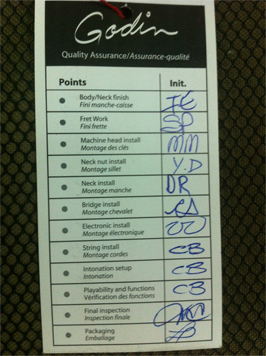 Godin
Quality Assurance/Assurance-qualité
Points Init.
Body/Neck finish
Fini manche-caisse
Fret Work
Fini frette
Machine head install MM
Montage des clés
Neck nut install Y.D
Montage sillet
Neck install DR
Montage manche
Bridge install
Montage chevalet
Electronic install
Montage électronique
String install CB
Montage cordes
Intonation setup CB
Intonation
Playability and functions CB
Vérification des fonctions
Final inspection
Inspection finale
Packaging
Emballage